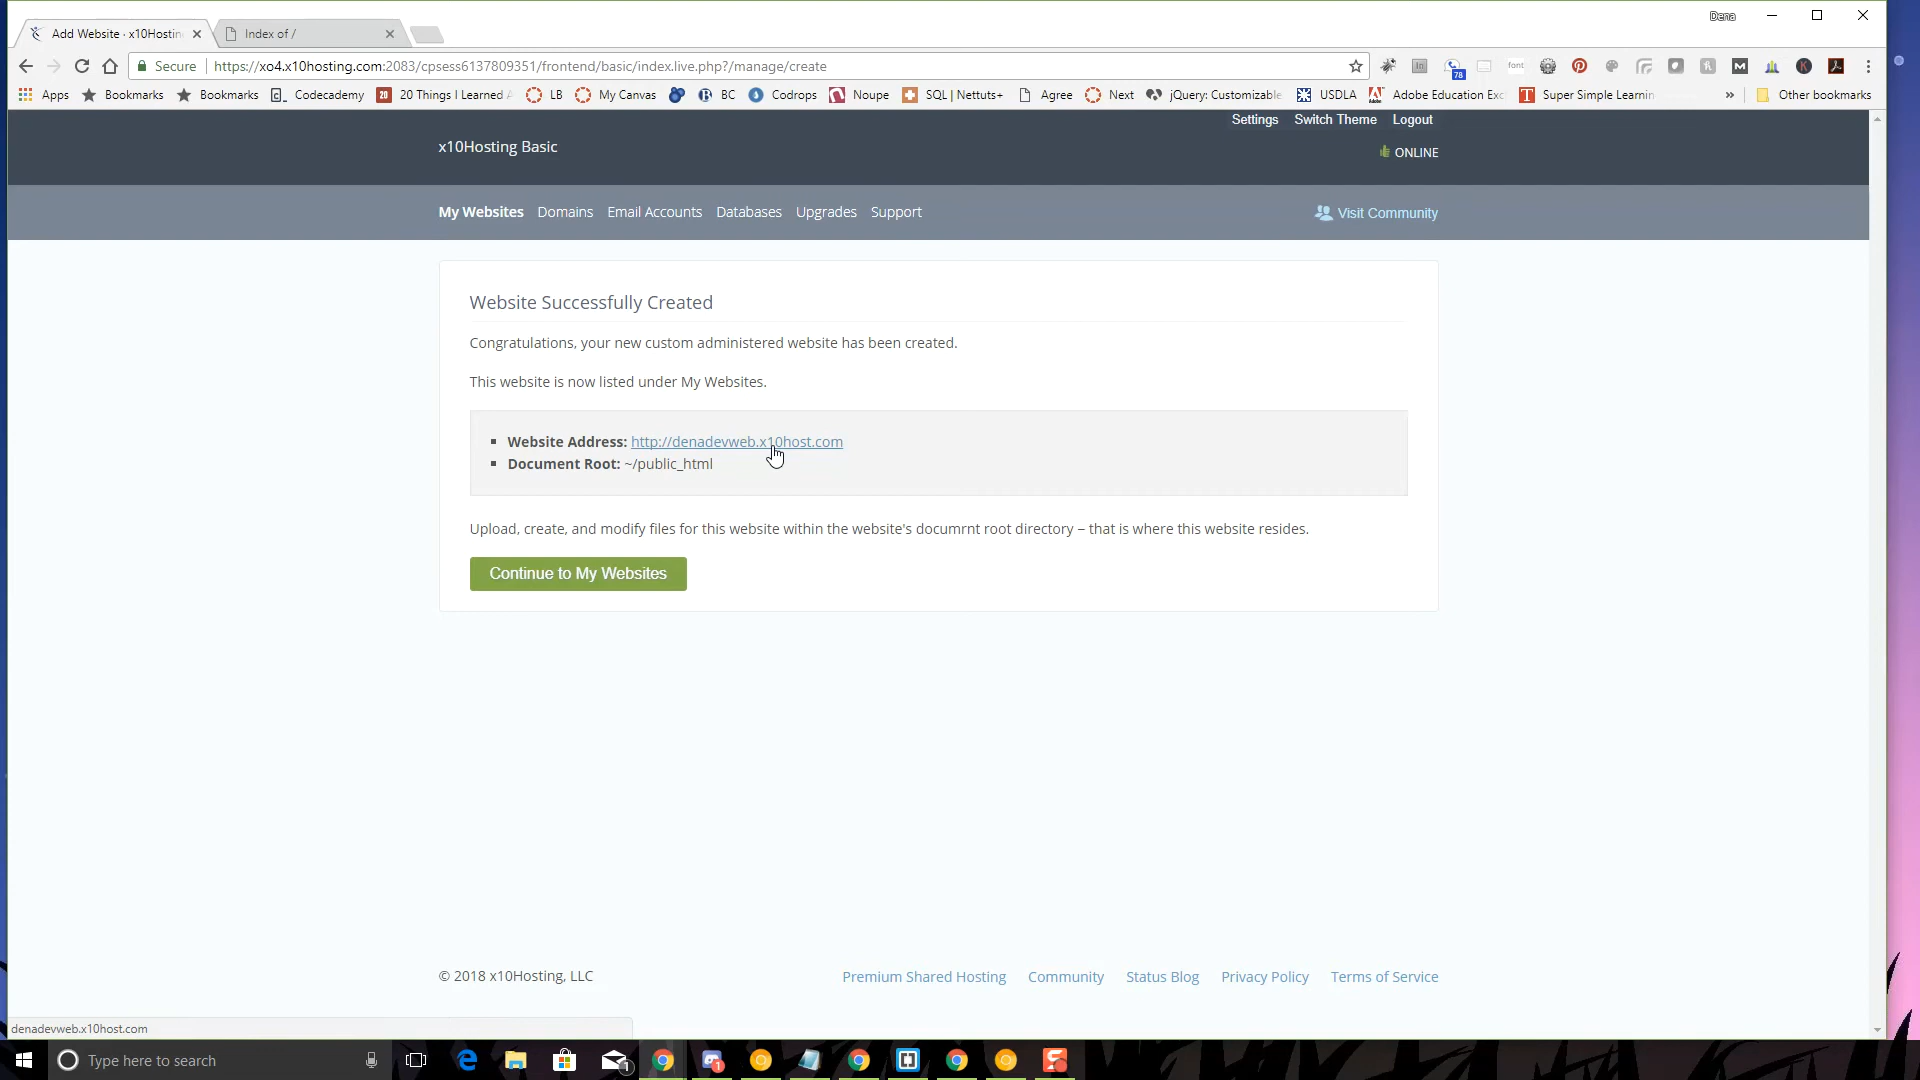 Dena
Add Website · x10Hostin
Index of /
Secure
https://xo4.x10hosting.com:2083/cpsess6137809351/frontend/basic/index.live.php?/manage/create
font
78
Apps
Bookmarks
Bookmarks
Codecademy
20 Things I Learned
LB
My Canvas
BC
Codrops
Noupe
SQL | Nettuts+
Agree
Next
jQuery: Customizable
USDLA
Adobe Education Exc
Super Simple Learnin
»
Other bookmarks
Settings
Switch Theme
Logout
x10Hosting Basic
ONLINE
My Websites
Domains
Email Accounts
Databases
Upgrades
Support
Visit Community
Website Successfully Created
Congratulations, your new custom administered website has been created.
This website is now listed under My Websites.
Website Address: http://denadevweb.x10host.com
Document Root: ~/public_html
Upload, create, and modify files for this website within the website's documrnt root directory – that is where this website resides.
Continue to My Websites
© 2018 x10Hosting, LLC
Premium Shared Hosting
Community
Status Blog
Privacy Policy
Terms of Service
denadevweb.x10host.com
Type here to search